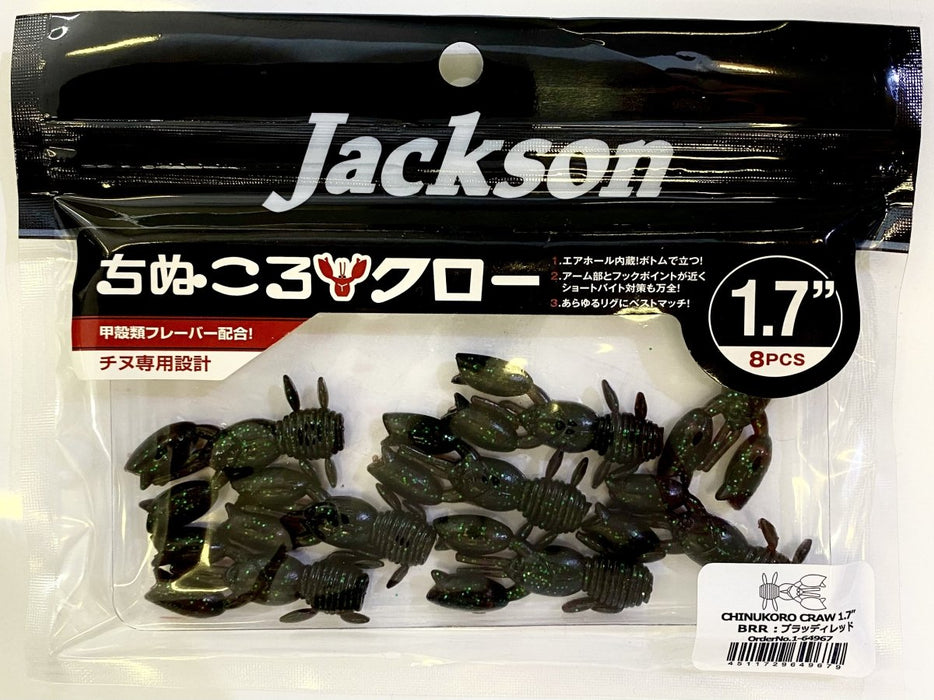 Jackson
ちぬころクロー
1.エアホール内蔵!ボトムで立つ!
2.アーム部とフックポイントが近く
ショートバイト対策も万全!
3.あらゆるリグにベストマッチ!
1.7”
8PCS
甲殻類フレーバー配合!
チヌ専用設計
CHINUKORO CRAW 1.7”
BRR : ブラッディレッド
OrderNo.1-64967
4511729649679